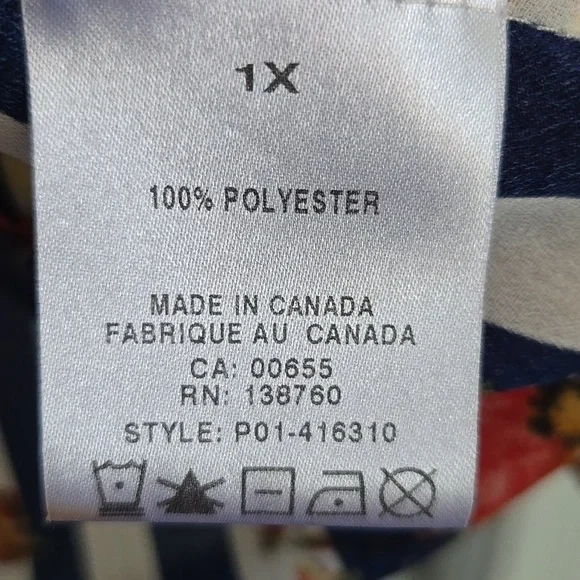 1X
100% POLYESTER
MADE IN CANADA
FABRIQUE AU CANADA
CA: 00655
RN: 138760
STYLE: P01-416310